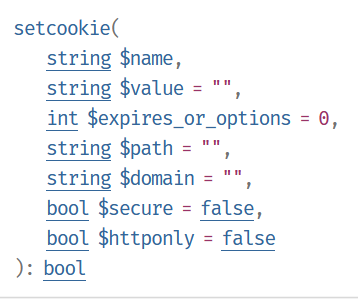 setcookie(
string $name,
string $value = "",
int $expires_or_options = 0,
string $path = "",
string $domain = "",
bool $secure = false,
bool $httponly = false
): bool